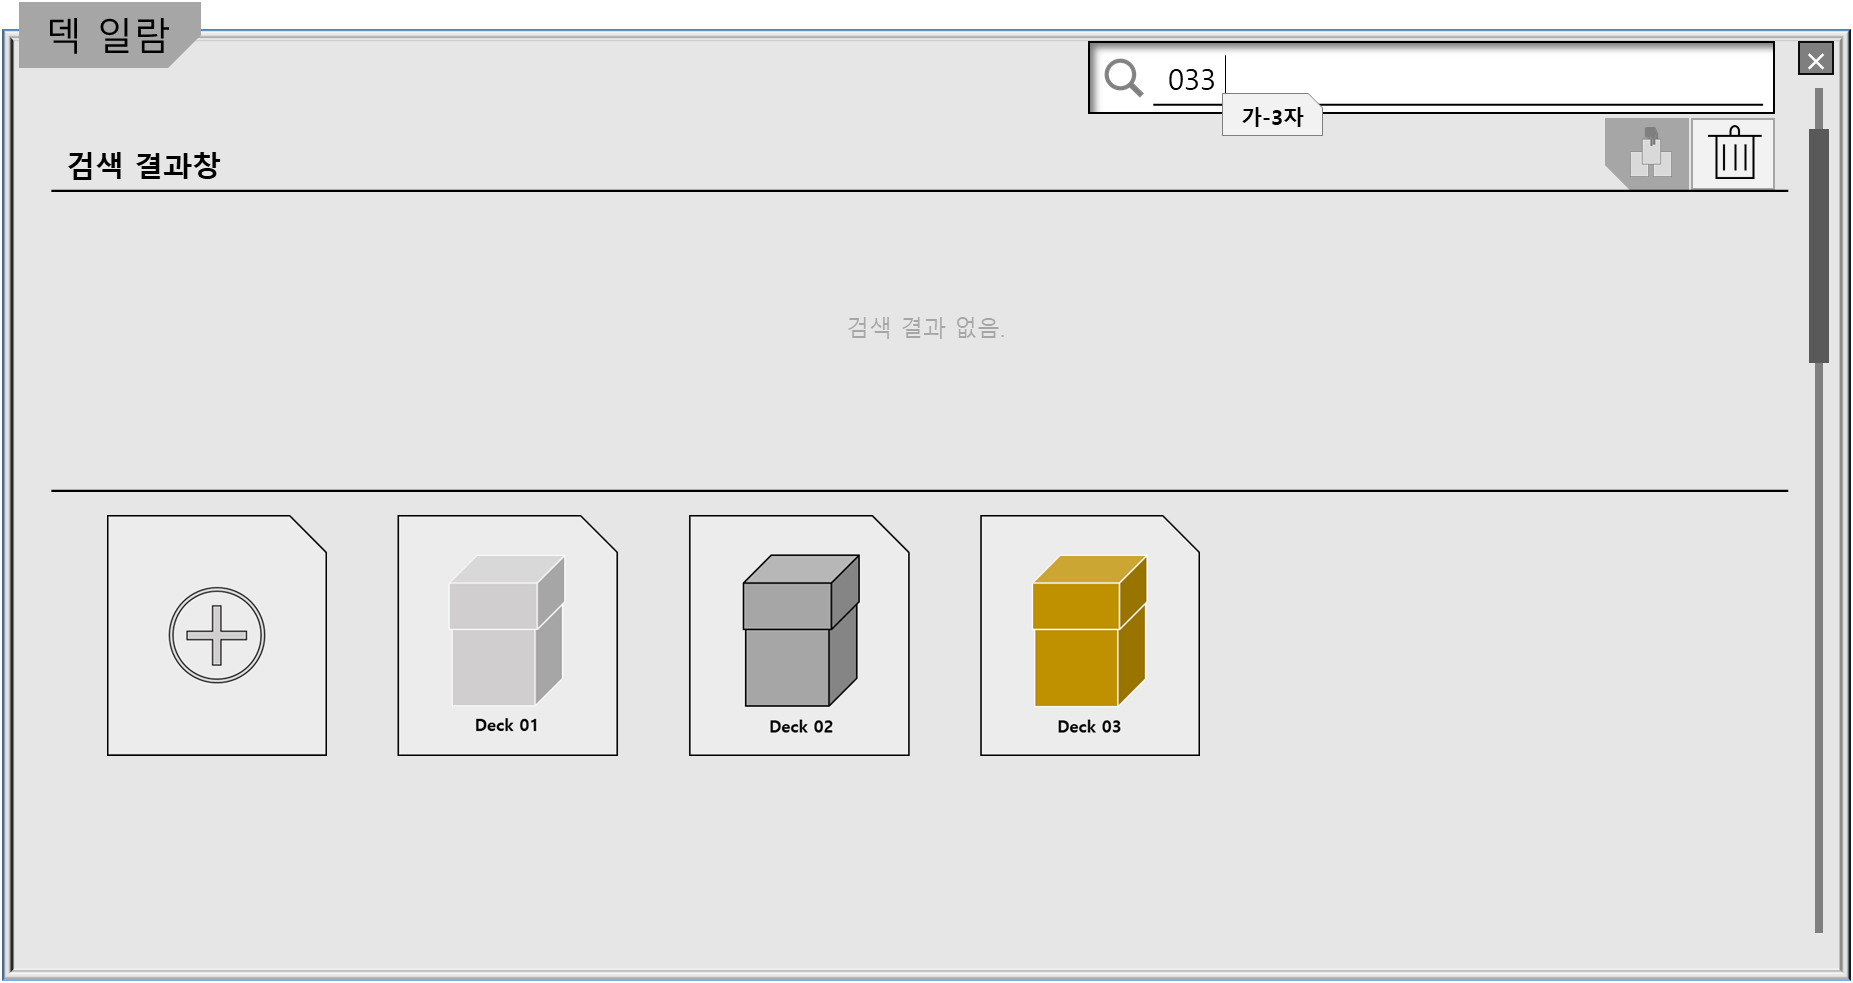 덱 일람
033
가-3자
검색 결과창
검색 결과 없음.
Deck 01
Deck 02
Deck 03